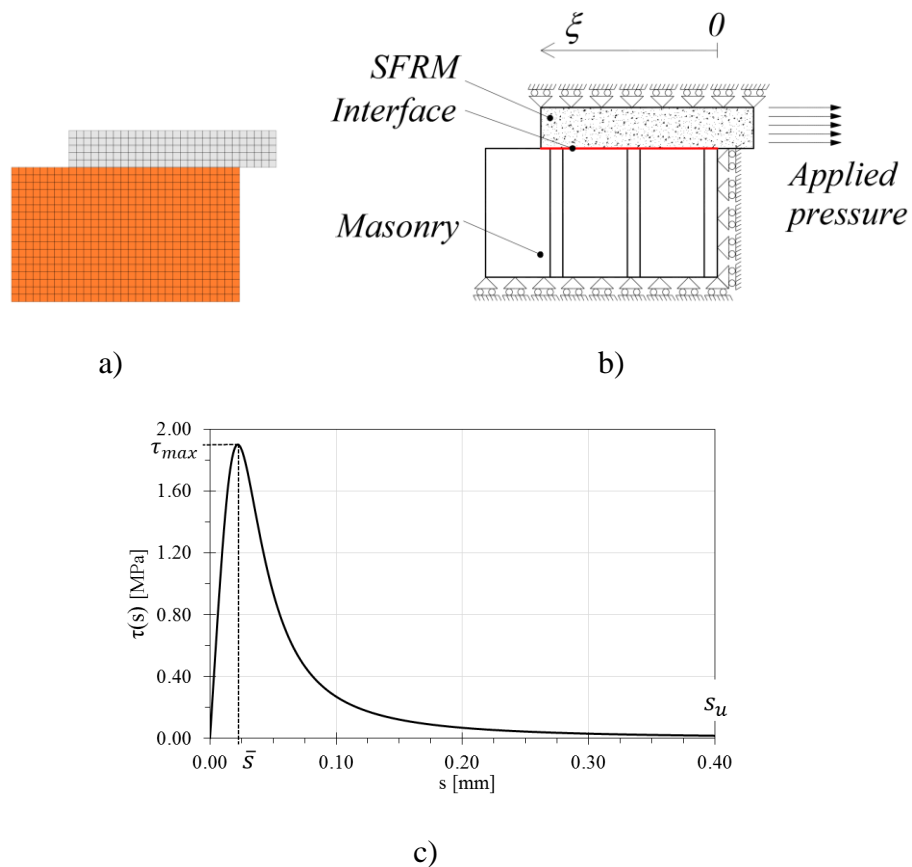 ξ 0
SFRM
Interface
Masonry
Applied
pressure
a) b)
2.00
τmax
1.60
1.20
0.80
0.40
0.00
τ(s) [MPa]
su
0.00 s̄ 0.10 0.20 0.30 0.40
s [mm]
c)